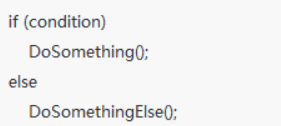 if (condition)
    DoSomething();
else
    DoSomethingElse();